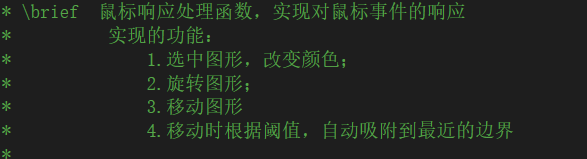 * \brief  鼠标响应处理函数，实现对鼠标事件的响应
*         实现的功能：
*             1.选中图形，改变颜色；
*             2.旋转图形；
*             3.移动图形
*             4.移动时根据阈值，自动吸附到最近的边界
*